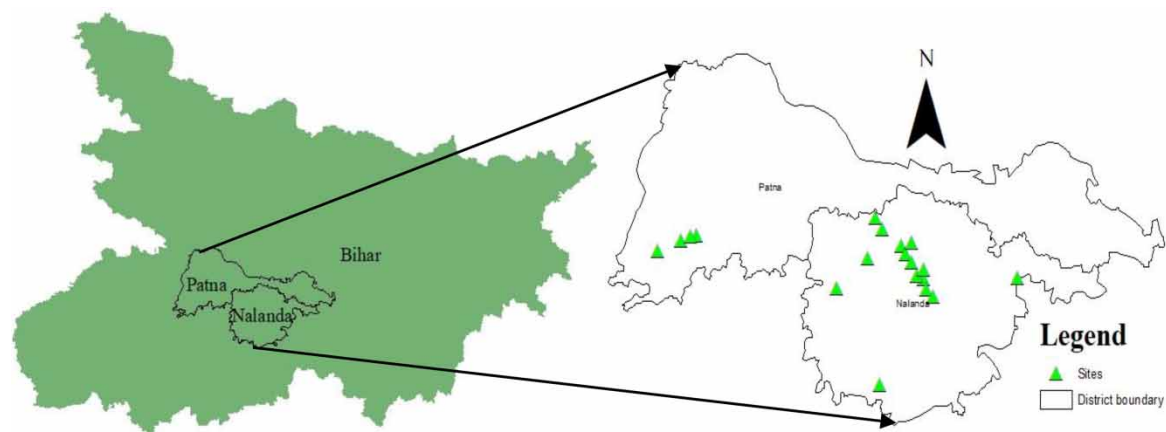 Bihar
Patna
Nalanda
N
Patna
Nalanda
Legend
Sites
District boundary